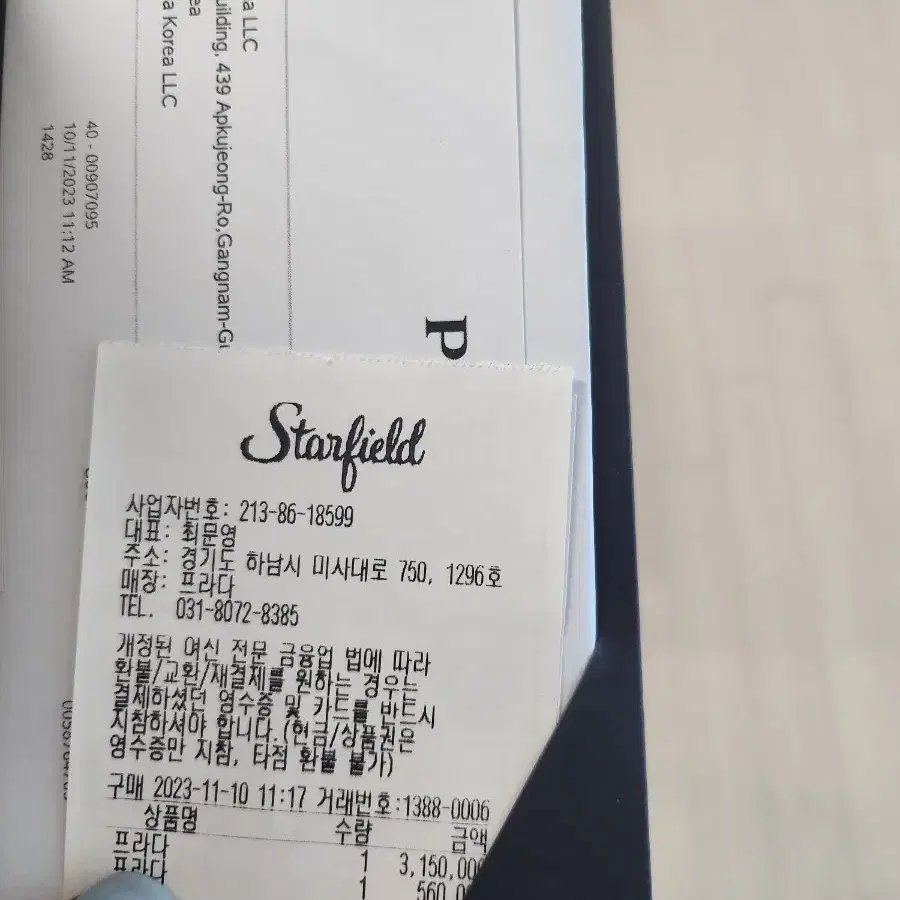 a LLC
uilding, 439 Apkujeong-Ro,Gangnam-Gu
ea
a Korea LLC
40 - 00907095
10/11/2023 11:12 AM
1428
P
Starfield
사업자번호: 213-86-18599
대표: 최문영
주소: 경기도 하남시 미사대로 750, 1296호
매장: 프라다
TEL. 031-8072-8385
개정된 여신 전문 금융업 법에 따라
환불/교환/재결제를 원하는 경우는
결제하셨던 영수증 및 카드를 반드시
지참하셔야 합니다.(현금/상품권은
영수증만 지참, 타점 환불 불가)
구매 2023-11-10 11:17 거래번호:1388-0006
상품명 수량 금액
프라다 1 3,150,000
프라다 1 560,0